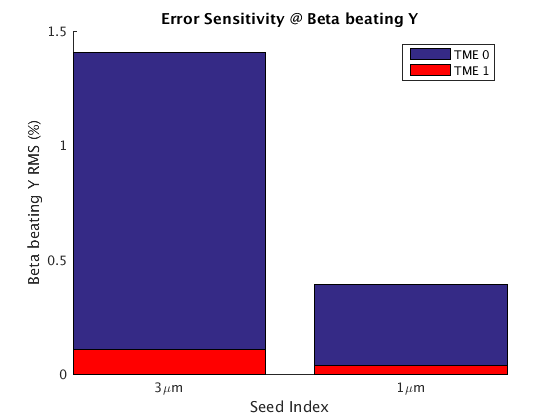 Error Sensitivity @ Beta beating Y
TME 0
TME 1
1.5
1
0.5
0
Beta beating Y RMS (%)
3μm
1μm
Seed Index